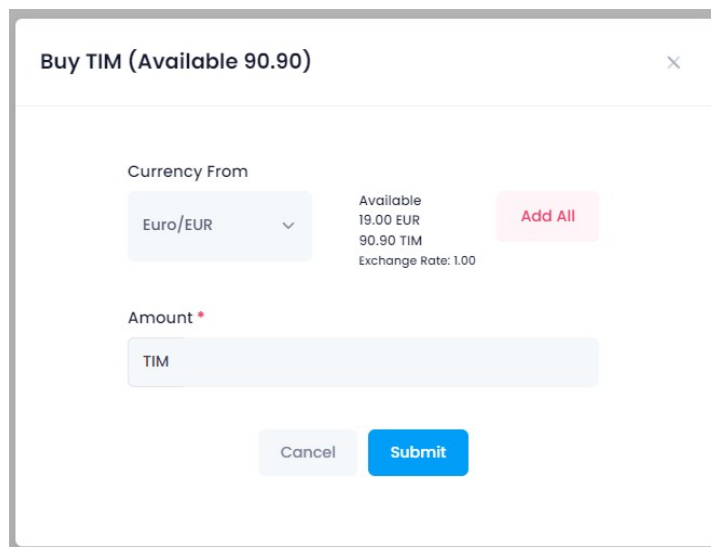 Buy TIM (Available 90.90)
Currency From
Euro/EUR
Available
19.00 EUR
90.90 TIM
Exchange Rate: 1.00
Add All
Amount *
TIM
Cancel
Submit